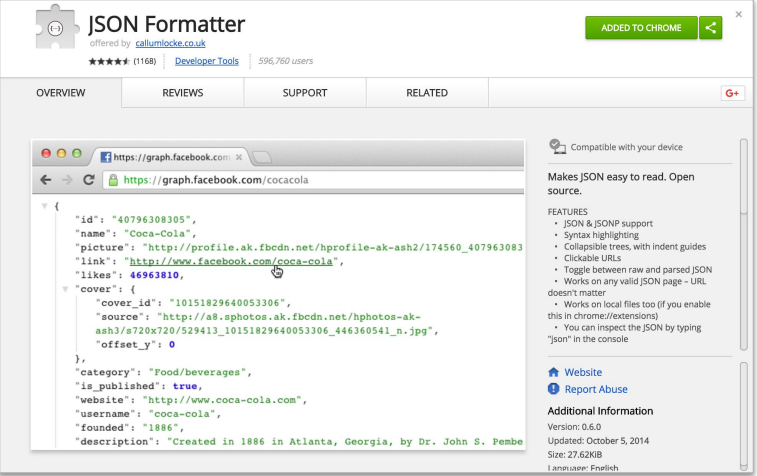 JSON Formatter
offered by callumlocke.co.uk
(1168) Developer Tools 596,760 users
ADDED TO CHROME
OVERVIEW REVIEWS SUPPORT RELATED
G+
https://graph.facebook.com
https://graph.facebook.com/cocacola
{
"id": "40796308305",
"name": "Coca-Cola",
"picture": "http://profile.ak.fbcdn.net/hprofile-ak-ash2/174560_407963083
"link": "http://www.facebook.com/coca-cola",
"likes": 46963810,
"cover": {
"cover_id": "10151829640053306",
"source": "http://a8.sphotos.ak.fbcdn.net/hphotos-ak-
ash3/s720x720/529413_10151829640053306_446360541_n.jpg",
"offset_y": 0
},
"category": "Food/beverages",
"is_published": true,
"website": "http://www.coca-cola.com",
"username": "coca-cola",
"founded": "1886",
"description": "Created in 1886 in Atlanta, Georgia, by Dr. John S. Pembe
Compatible with your device
Makes JSON easy to read. Open
source.
FEATURES
• JSON & JSONP support
• Syntax highlighting
• Collapsible trees, with indent guides
• Clickable URLs
• Toggle between raw and parsed JSON
• Works on any valid JSON page – URL
doesn't matter
• Works on local files too (if you enable
this in chrome://extensions)
• You can inspect the JSON by typing
"json" in the console
Website
Report Abuse
Additional Information
Version: 0.6.0
Updated: October 5, 2014
Size: 27.62KiB
Language: English